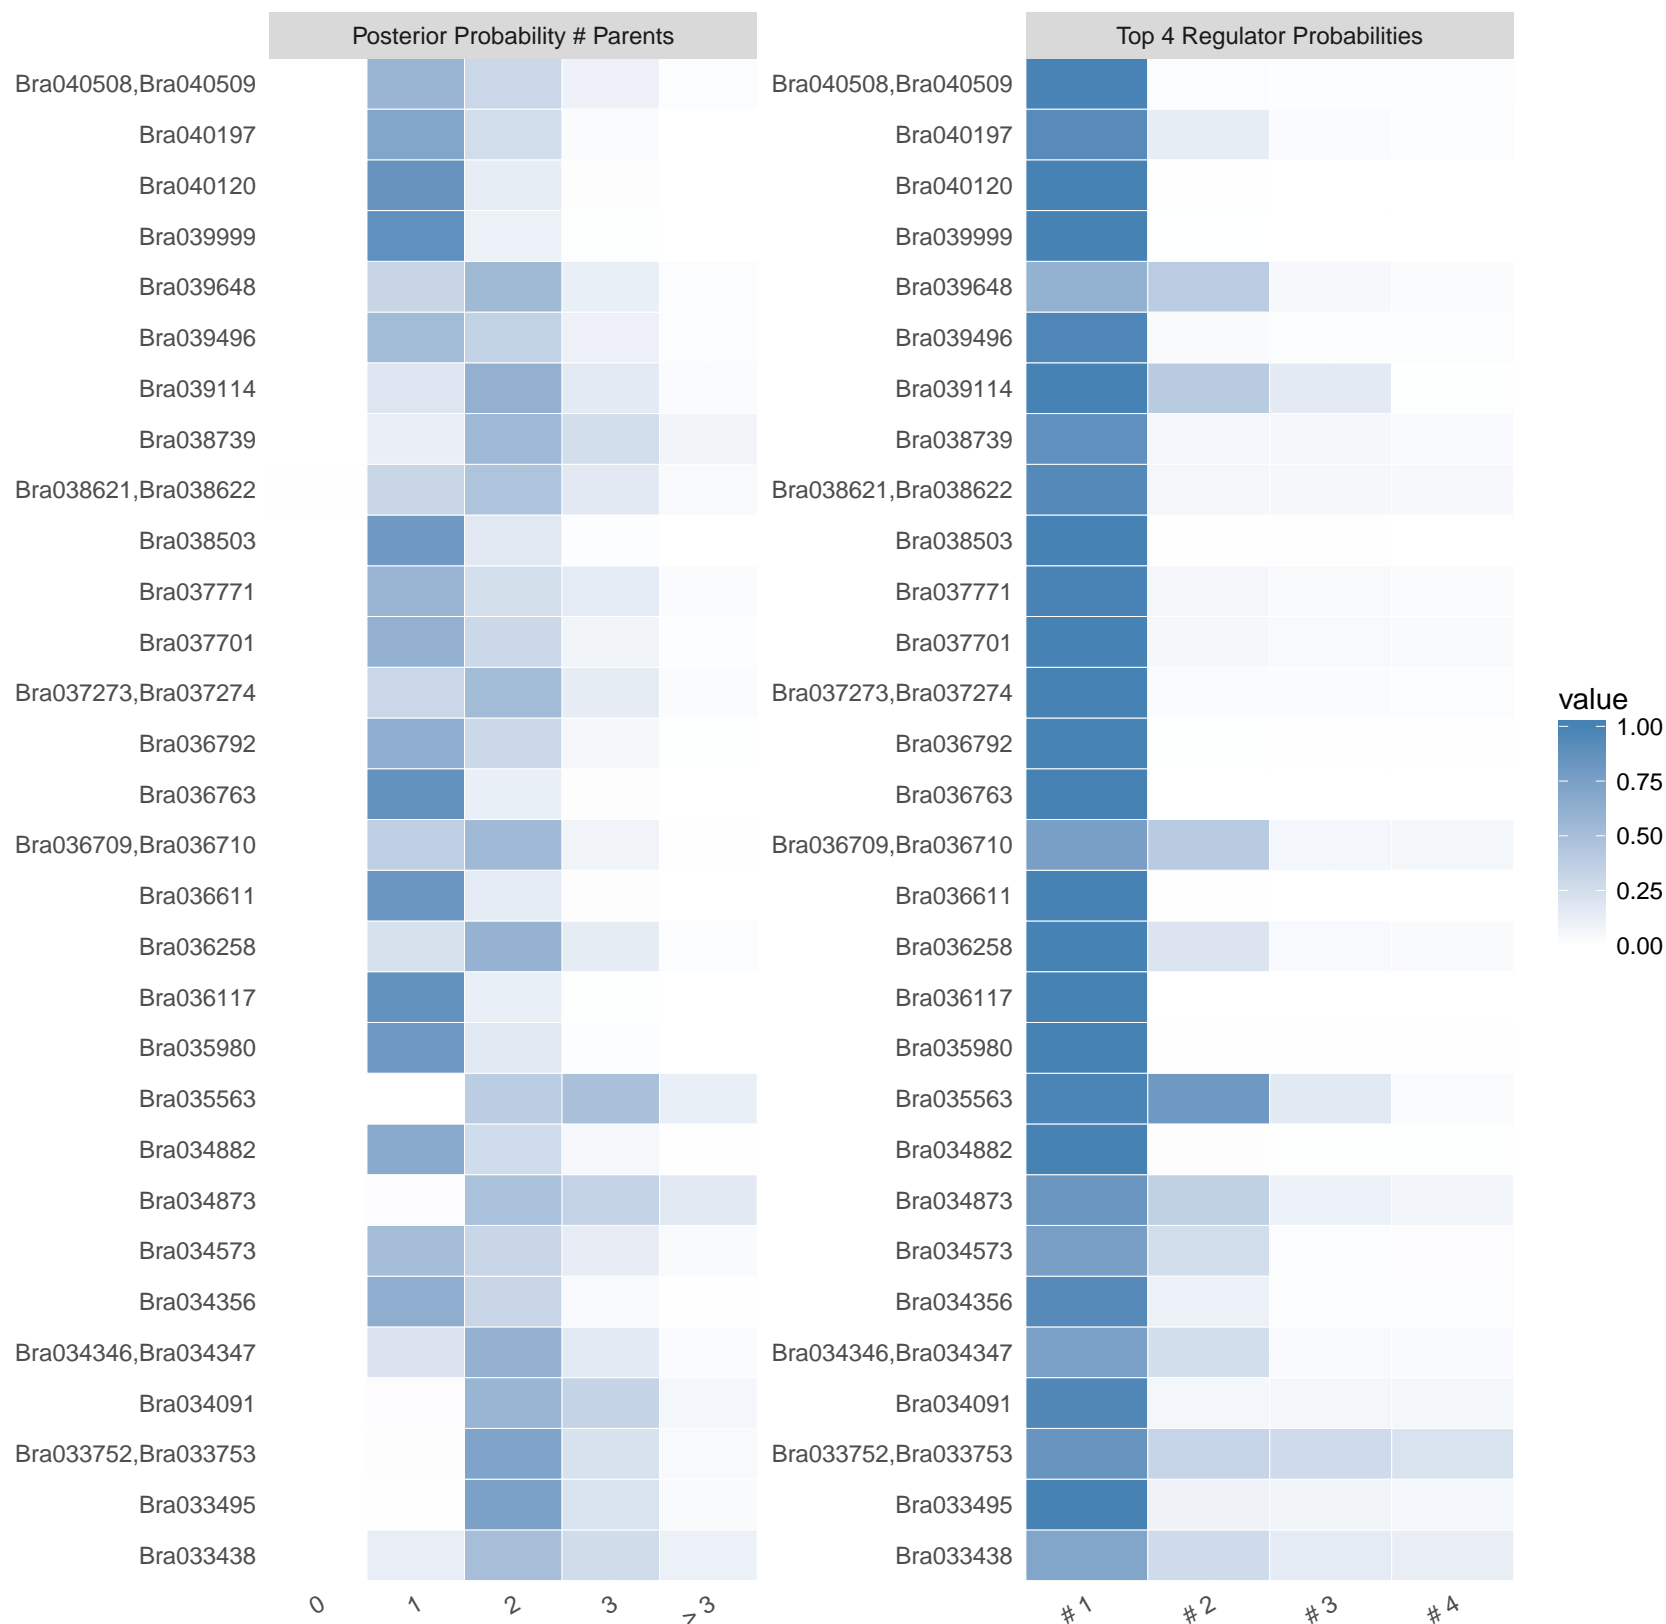 Posterior Probability # Parents
Top 4 Regulator Probabilities
Bra040508,Bra040509
Bra040197
Bra040120
Bra039999
Bra039648
Bra039496
Bra039114
Bra038739
Bra038621,Bra038622
Bra038503
Bra037771
Bra037701
Bra037273,Bra037274
Bra036792
Bra036763
Bra036709,Bra036710
Bra036611
Bra036258
Bra036117
Bra035980
Bra035563
Bra034882
Bra034873
Bra034573
Bra034356
Bra034346,Bra034347
Bra034091
Bra033752,Bra033753
Bra033495
Bra033438
0
1
2
3
> 3
Bra040508,Bra040509
Bra040197
Bra040120
Bra039999
Bra039648
Bra039496
Bra039114
Bra038739
Bra038621,Bra038622
Bra038503
Bra037771
Bra037701
Bra037273,Bra037274
Bra036792
Bra036763
Bra036709,Bra036710
Bra036611
Bra036258
Bra036117
Bra035980
Bra035563
Bra034882
Bra034873
Bra034573
Bra034356
Bra034346,Bra034347
Bra034091
Bra033752,Bra033753
Bra033495
Bra033438
# 1
# 2
# 3
# 4
value
1.00
0.75
0.50
0.25
0.00